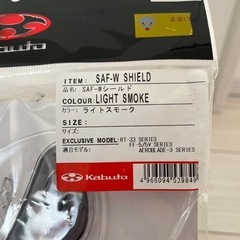 Kabuto
ITEM: SAF-W SHIELD
品名: SAF-Wシールド
COLOUR: LIGHT SMOKE
カラー: ライトスモーク
SIZE: -
サイズ:
EXCLUSIVE MODEL: RT-33 SERIES
FF-5/5V SERIES
適合モデル: AEROBLADE-3 SERIES
Kabuto
4966094539849